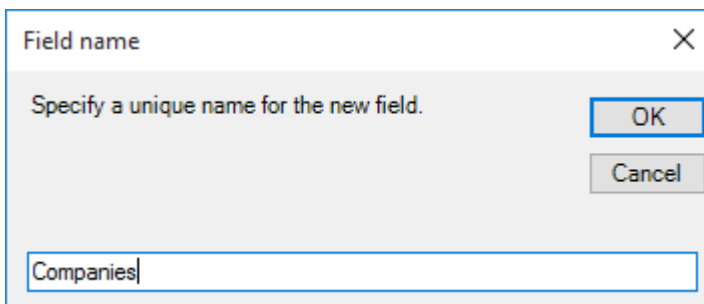 Field name
Specify a unique name for the new field.
OK
Cancel
Companies